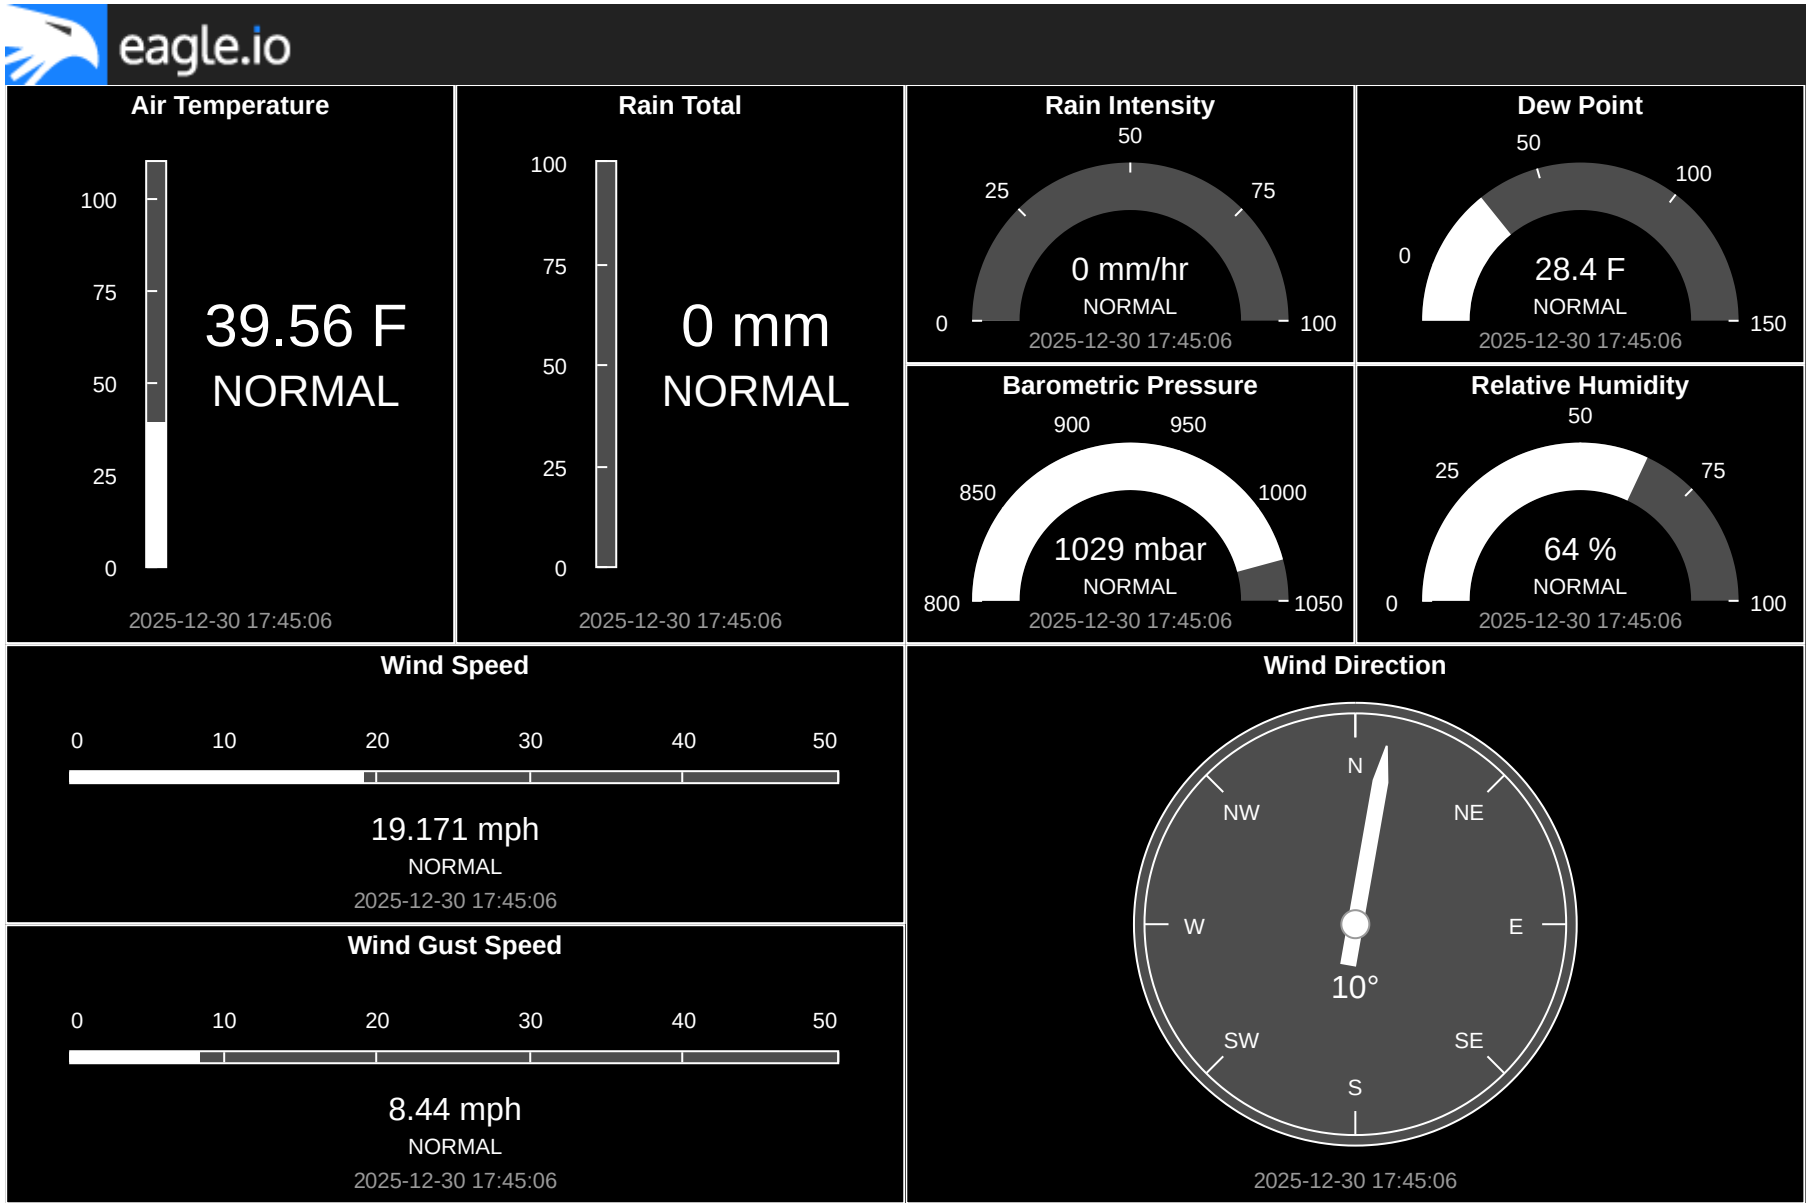 eagle.io
Air Temperature
100
75
50
25
0
39.56 F
NORMAL
2025-12-30 17:45:06
Rain Total
100
75
50
25
0
0 mm
NORMAL
2025-12-30 17:45:06
Rain Intensity
50
25
75
0
100
0 mm/hr
NORMAL
2025-12-30 17:45:06
Dew Point
50
100
0
150
28.4 F
NORMAL
2025-12-30 17:45:06
Barometric Pressure
900
950
850
1000
800
1050
1029 mbar
NORMAL
2025-12-30 17:45:06
Relative Humidity
50
25
75
0
100
64 %
NORMAL
2025-12-30 17:45:06
Wind Speed
0 10 20 30 40 50
19.171 mph
NORMAL
2025-12-30 17:45:06
Wind Gust Speed
0 10 20 30 40 50
8.44 mph
NORMAL
2025-12-30 17:45:06
Wind Direction
N
NW
NE
W
E
10°
SW
SE
S
2025-12-30 17:45:06